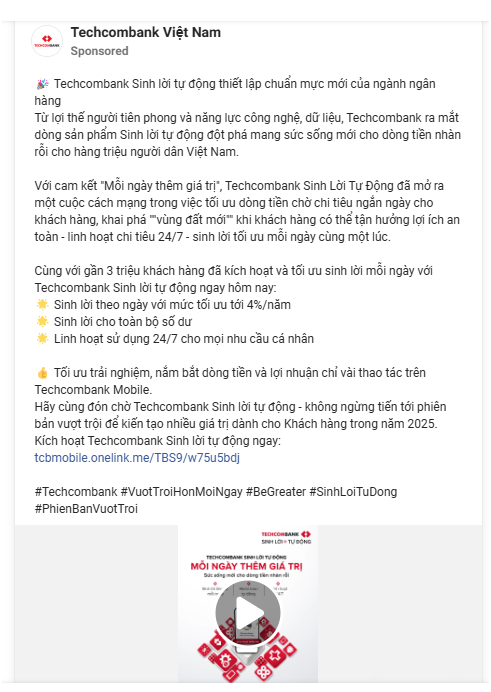 Techcombank Việt Nam
Sponsored
TECHCOMBANK
🎉 Techcombank Sinh lời tự động thiết lập chuẩn mực mới của ngành ngân
hàng
Từ lợi thế người tiên phong và năng lực công nghệ, dữ liệu, Techcombank ra mắt
dòng sản phẩm Sinh lời tự động đột phá mang sức sống mới cho dòng tiền nhàn
rỗi cho hàng triệu người dân Việt Nam.
Với cam kết "Mỗi ngày thêm giá trị", Techcombank Sinh Lời Tự Động đã mở ra
một cuộc cách mạng trong việc tối ưu dòng tiền chờ chi tiêu ngắn ngày cho
khách hàng, khai phá ""vùng đất mới"" khi khách hàng có thể tận hưởng lợi ích an
toàn - linh hoạt chi tiêu 24/7 - sinh lời tối ưu mỗi ngày cùng một lúc.
Cùng với gần 3 triệu khách hàng đã kích hoạt và tối ưu sinh lời mỗi ngày với
Techcombank Sinh lời tự động ngay hôm nay:
🌟 Sinh lời theo ngày với mức tối ưu tới 4%/năm
🌟 Sinh lời cho toàn bộ số dư
🌟 Linh hoạt sử dụng 24/7 cho mọi nhu cầu cá nhân
👍 Tối ưu trải nghiệm, nắm bắt dòng tiền và lợi nhuận chỉ vài thao tác trên
Techcombank Mobile.
Hãy cùng đón chờ Techcombank Sinh lời tự động - không ngừng tiến tới phiên
bản vượt trội để kiến tạo nhiều giá trị dành cho Khách hàng trong năm 2025.
Kích hoạt Techcombank Sinh lời tự động ngay:
tcbmobile.onelink.me/TBS9/w75u5bdj
#Techcombank #VuotTroiHonMoiNgay #BeGreater #SinhLoiTuDong
#PhienBanVuotTroi
TECHCOMBANK
SINH LỜI TỰ ĐỘNG
TECHCOMBANK SINH LỜI TỰ ĐỘNG
MỖI NGÀY THÊM GIÁ TRỊ
Sức sống mới cho dòng tiền nhàn rỗi